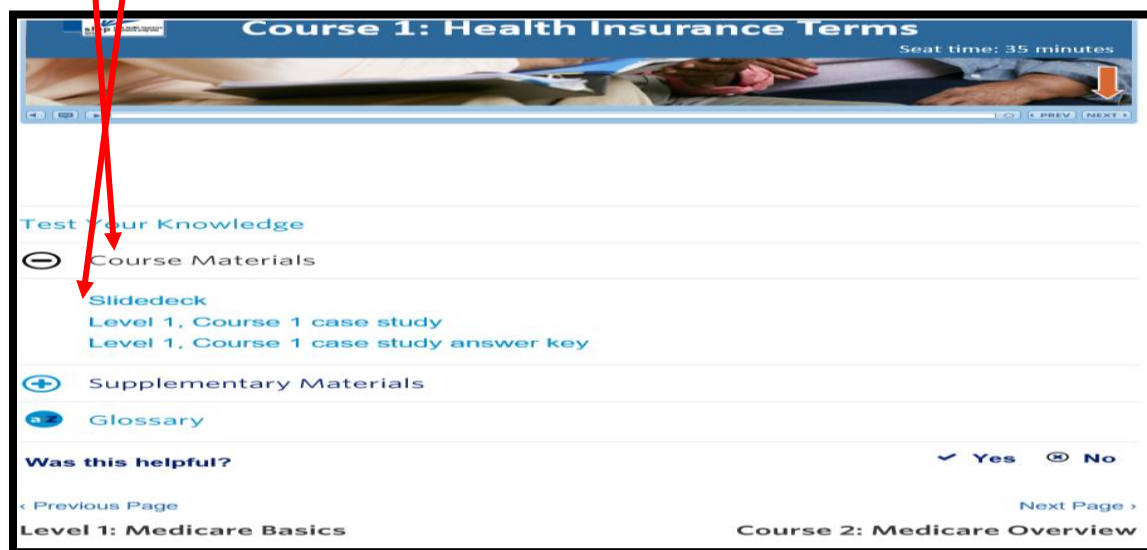 Course 1: Health Insurance Terms
Seat time: 35 minutes
PREV NEXT
Test Your Knowledge
Course Materials
Slidedeck
Level 1, Course 1 case study
Level 1, Course 1 case study answer key
Supplementary Materials
a z Glossary
Was this helpful? Yes No
‹ Previous Page Next Page ›
Level 1: Medicare Basics Course 2: Medicare Overview